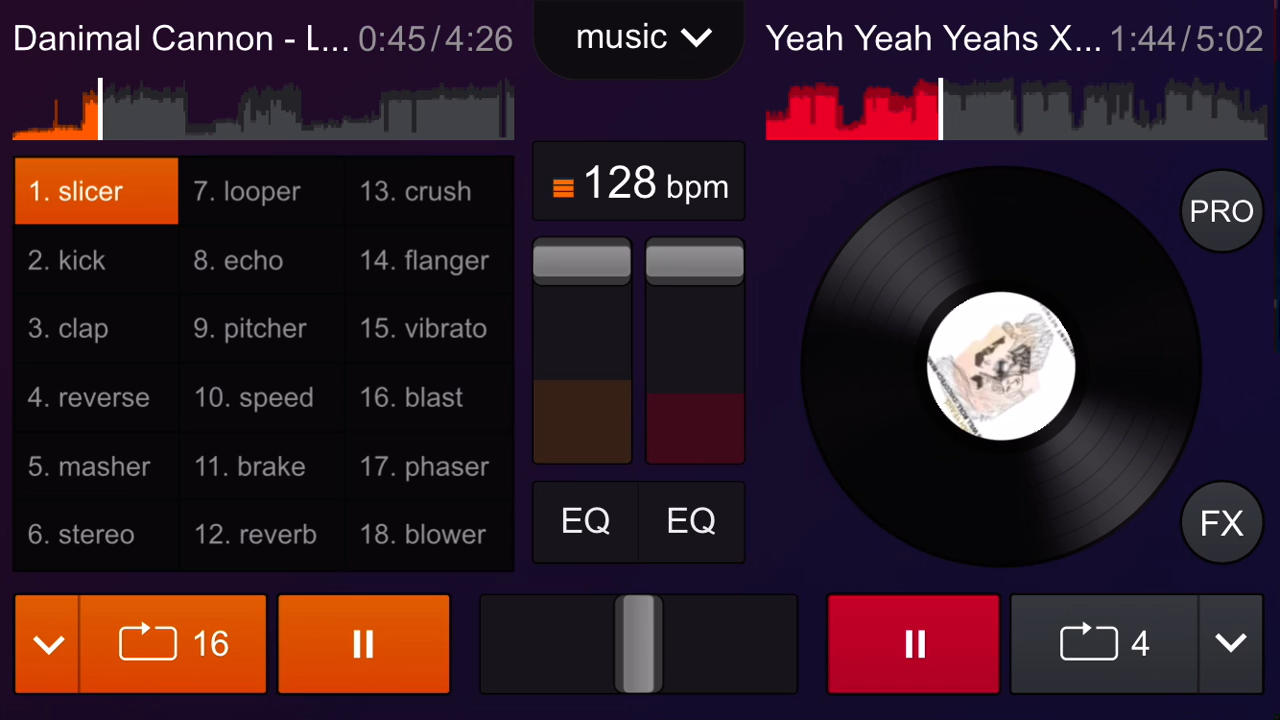 Danimal Cannon - L... 0:45/4:26
music
Yeah Yeah Yeahs X... 1:44/5:02
1. slicer
2. kick
3. clap
4. reverse
5. masher
6. stereo
7. looper
8. echo
9. pitcher
10. speed
11. brake
12. reverb
13. crush
14. flanger
15. vibrato
16. blast
17. phaser
18. blower
128 bpm
EQ EQ
PRO
FX
16
4